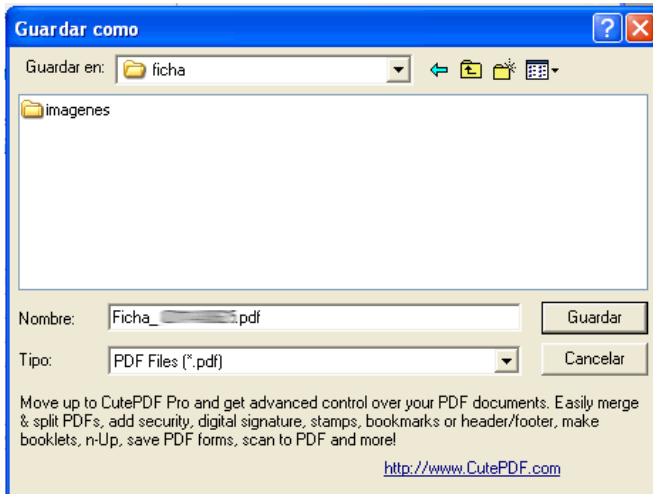 Guardar como
Guardar en: ficha
imagenes
Nombre: Ficha_ .pdf Guardar
Tipo: PDF Files (*.pdf) Cancelar
Move up to CutePDF Pro and get advanced control over your PDF documents. Easily merge
& split PDFs, add security, digital signature, stamps, bookmarks or header/footer, make
booklets, n-Up, save PDF forms, scan to PDF and more!
http://www.CutePDF.com